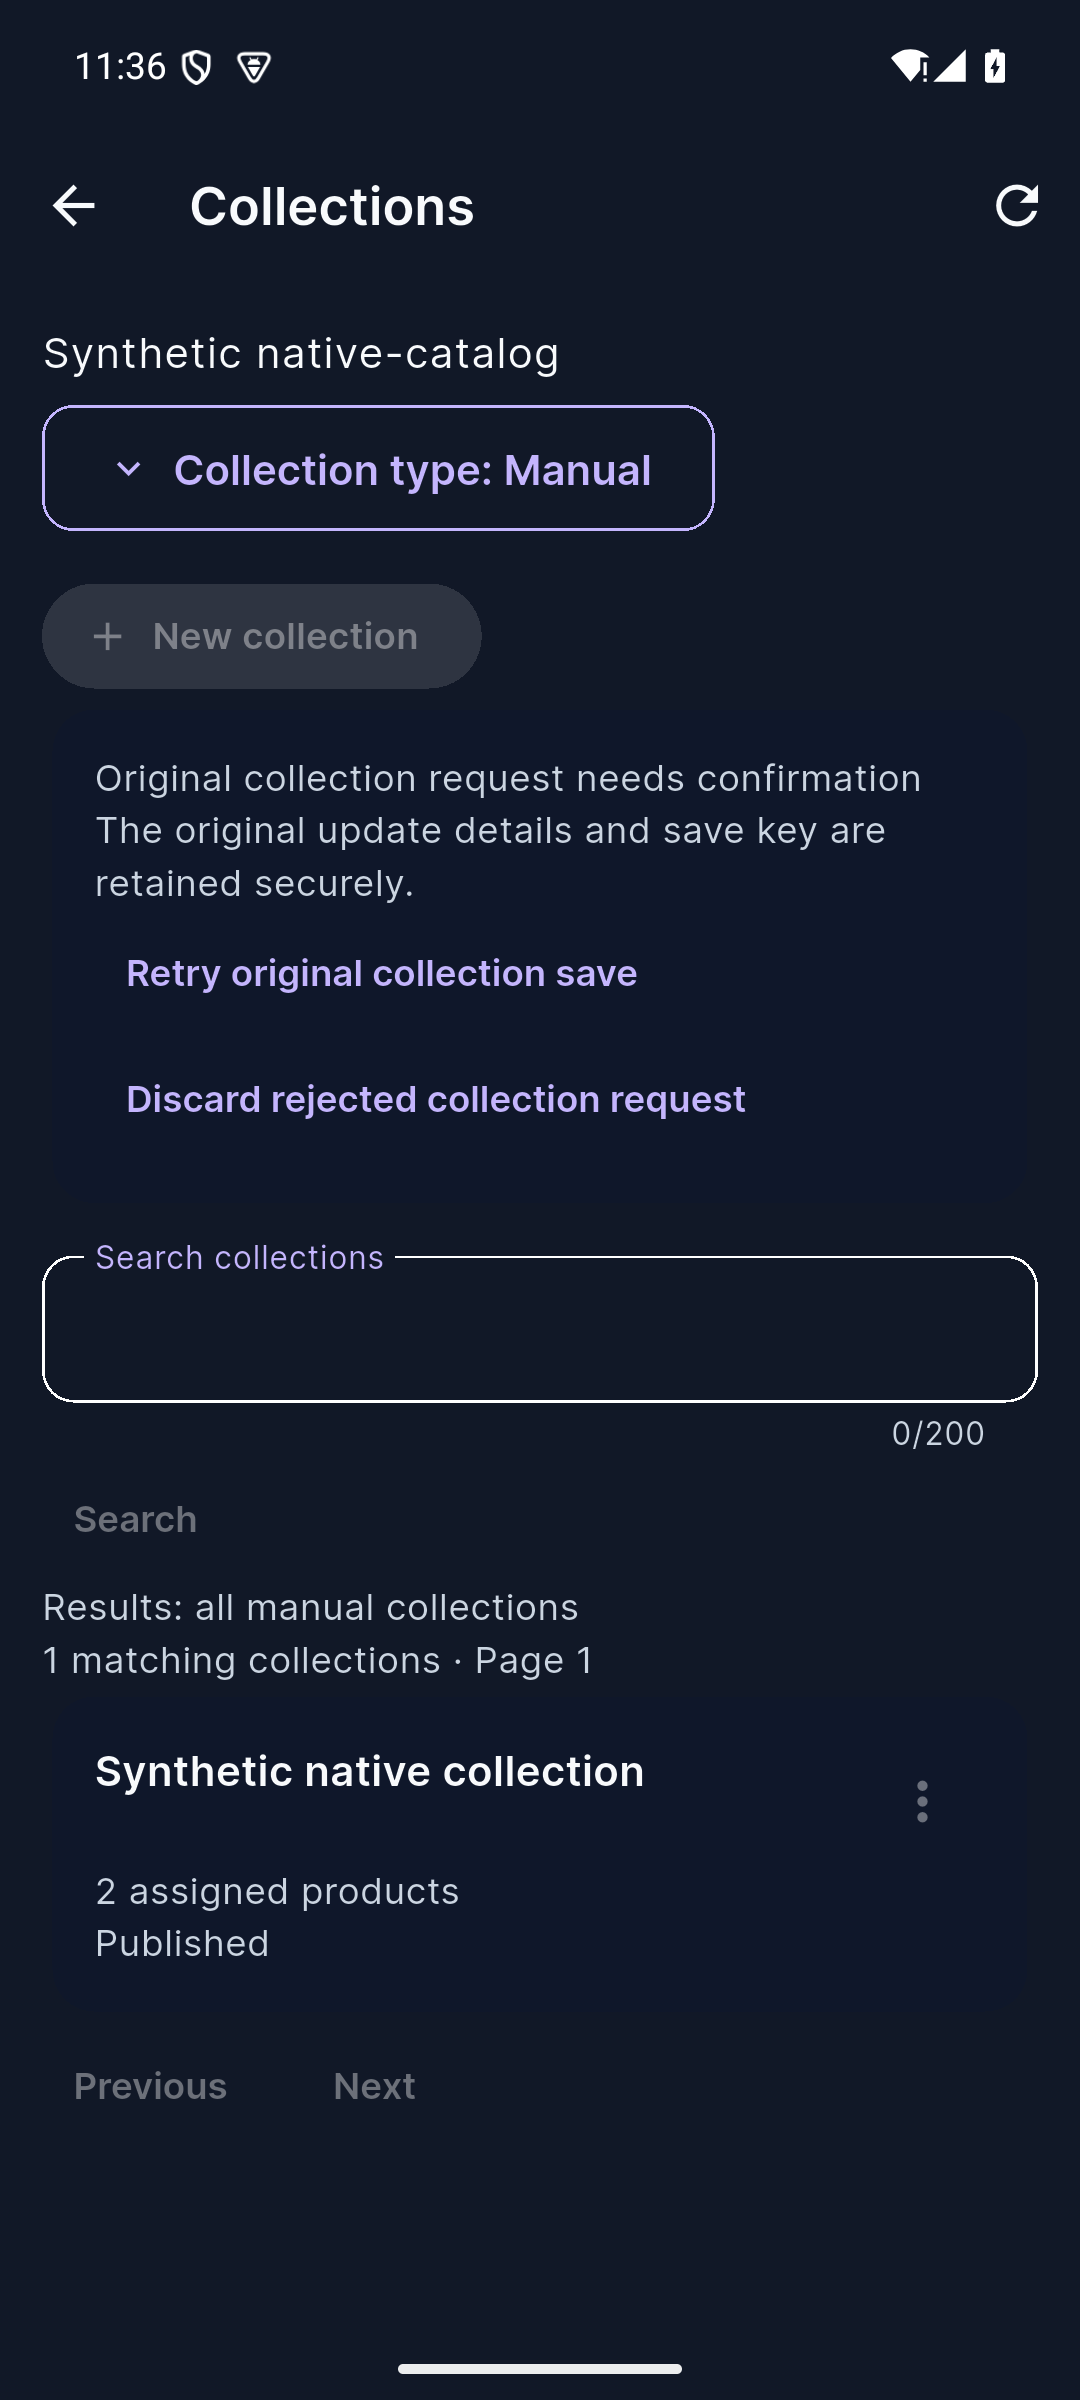 11:36
Collections
Synthetic native-catalog
Collection type: Manual
New collection
Original collection request needs confirmation
The original update details and save key are
retained securely.
Retry original collection save
Discard rejected collection request
Search collections
0/200
Search
Results: all manual collections
1 matching collections · Page 1
Synthetic native collection
2 assigned products
Published
Previous Next